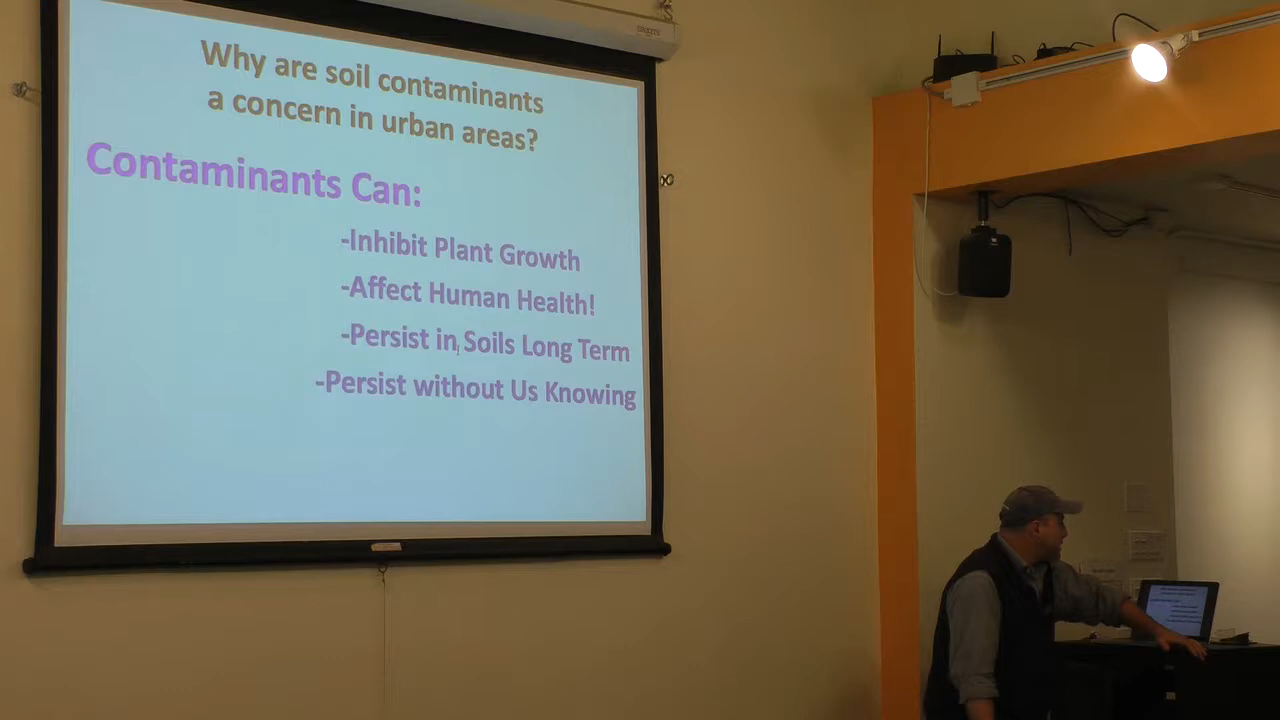 Why are soil contaminants
a concern in urban areas?
Contaminants Can:
-Inhibit Plant Growth
-Affect Human Health!
-Persist in Soils Long Term
-Persist without Us Knowing